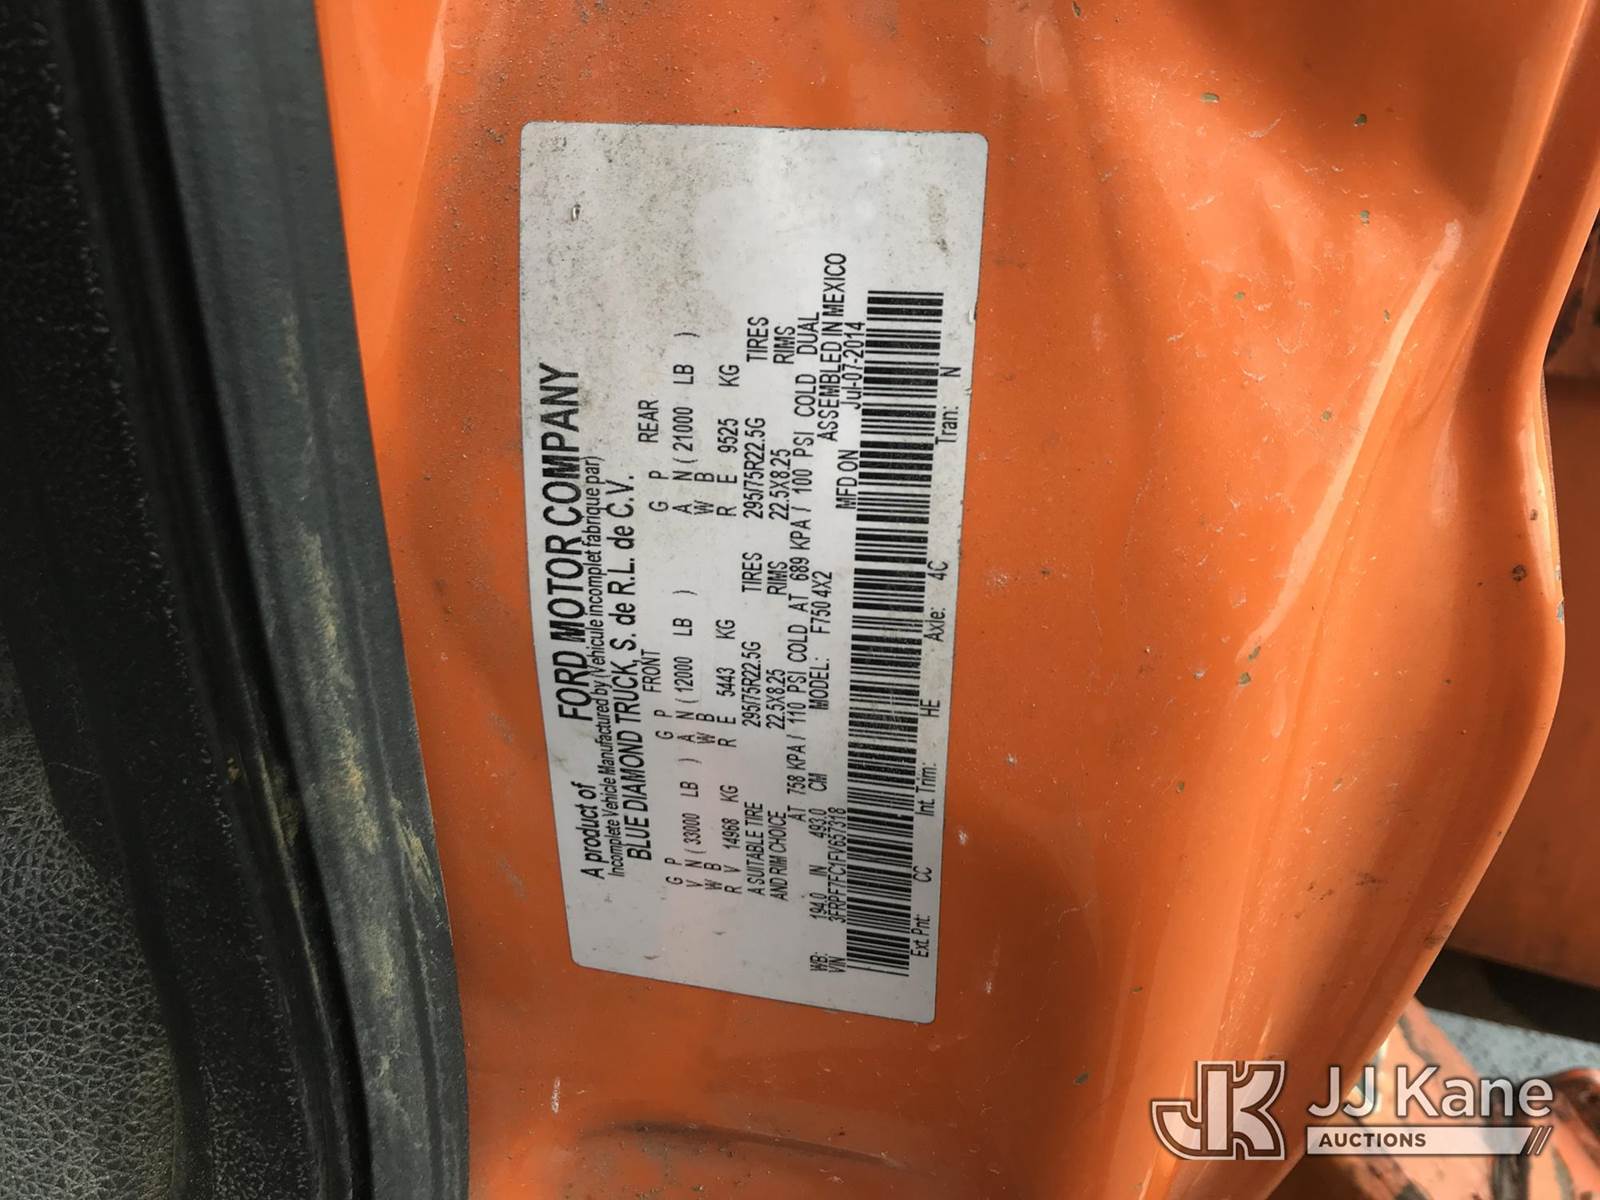 A product of FORD MOTOR COMPANY
Incomplete Vehicle Manufactured by (Vehicule incomplet fabrique par)
BLUE DIAMOND TRUCK, S. de R.L. de C.V.
FRONT REAR
G P G P G P
V N ( 33000 LB ) A N ( 12000 LB ) A N ( 21000 LB )
W B W B W B
R V 14968 KG R E 5443 KG R E 9525 KG
A SUITABLE TIRE 295/75R22.5G TIRES 295/75R22.5G TIRES
AND RIM CHOICE 22.5X8.25 RIMS 22.5X8.25 RIMS
AT 758 KPA / 110 PSI COLD AT 689 KPA / 100 PSI COLD DUAL
WB: 194.0 IN 493.0 CM MODEL: F750 4X2 ASSEMBLED IN MEXICO
VIN 3FRPF7FC1FV657318 MFD ON Jul-07-2014
Ext. Pnt: CC Int. Trim: HE Axle: 4C Tran: N
JK JJ Kane
AUCTIONS